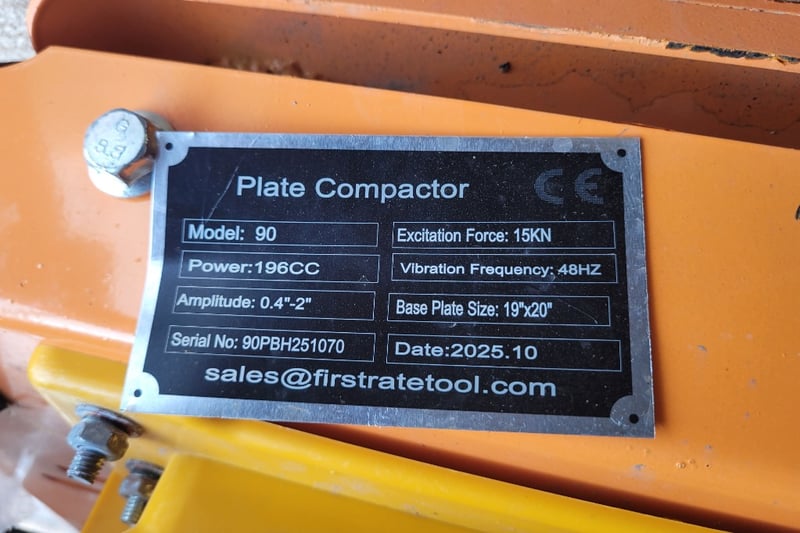 Plate Compactor CE
Model: 90
Excitation Force: 15KN
Power:196CC
Vibration Frequency: 48HZ
Amplitude: 0.4"-2"
Base Plate Size: 19"x20"
Serial No: 90PBH251070
Date:2025.10
sales@firstratetool.com
8.8